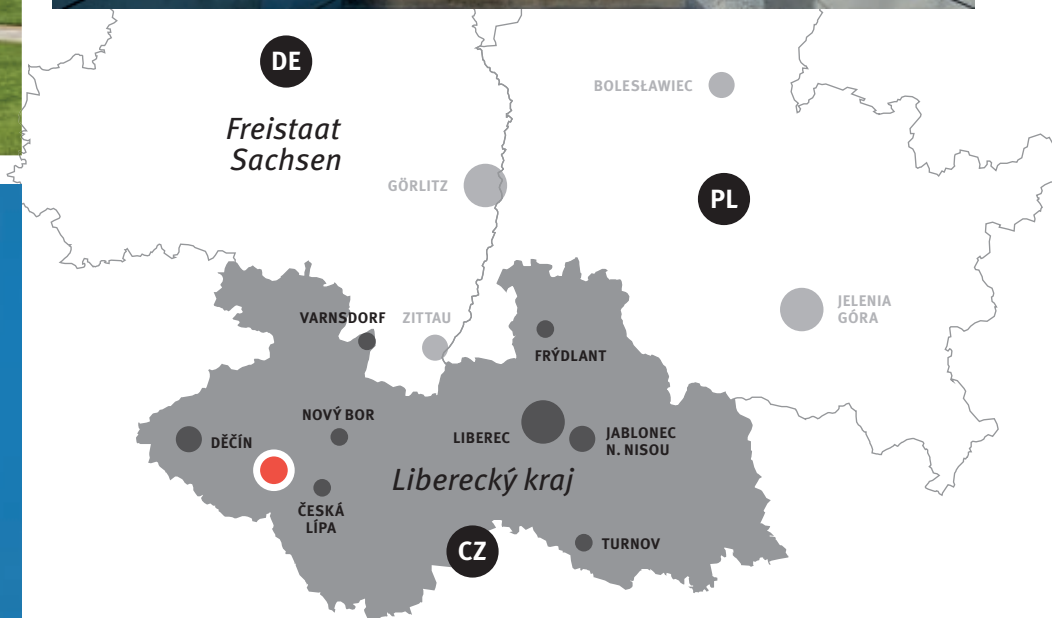 DE
Freistaat
Sachsen
BOLESŁAWIEC
GÖRLITZ
PL
JELENIA
GÓRA
VARNSDORF
ZITTAU
FRÝDLANT
NOVÝ BOR
DĚČÍN
LIBEREC
JABLONEC
N. NISOU
Liberecký kraj
ČESKÁ
LÍPA
CZ
TURNOV